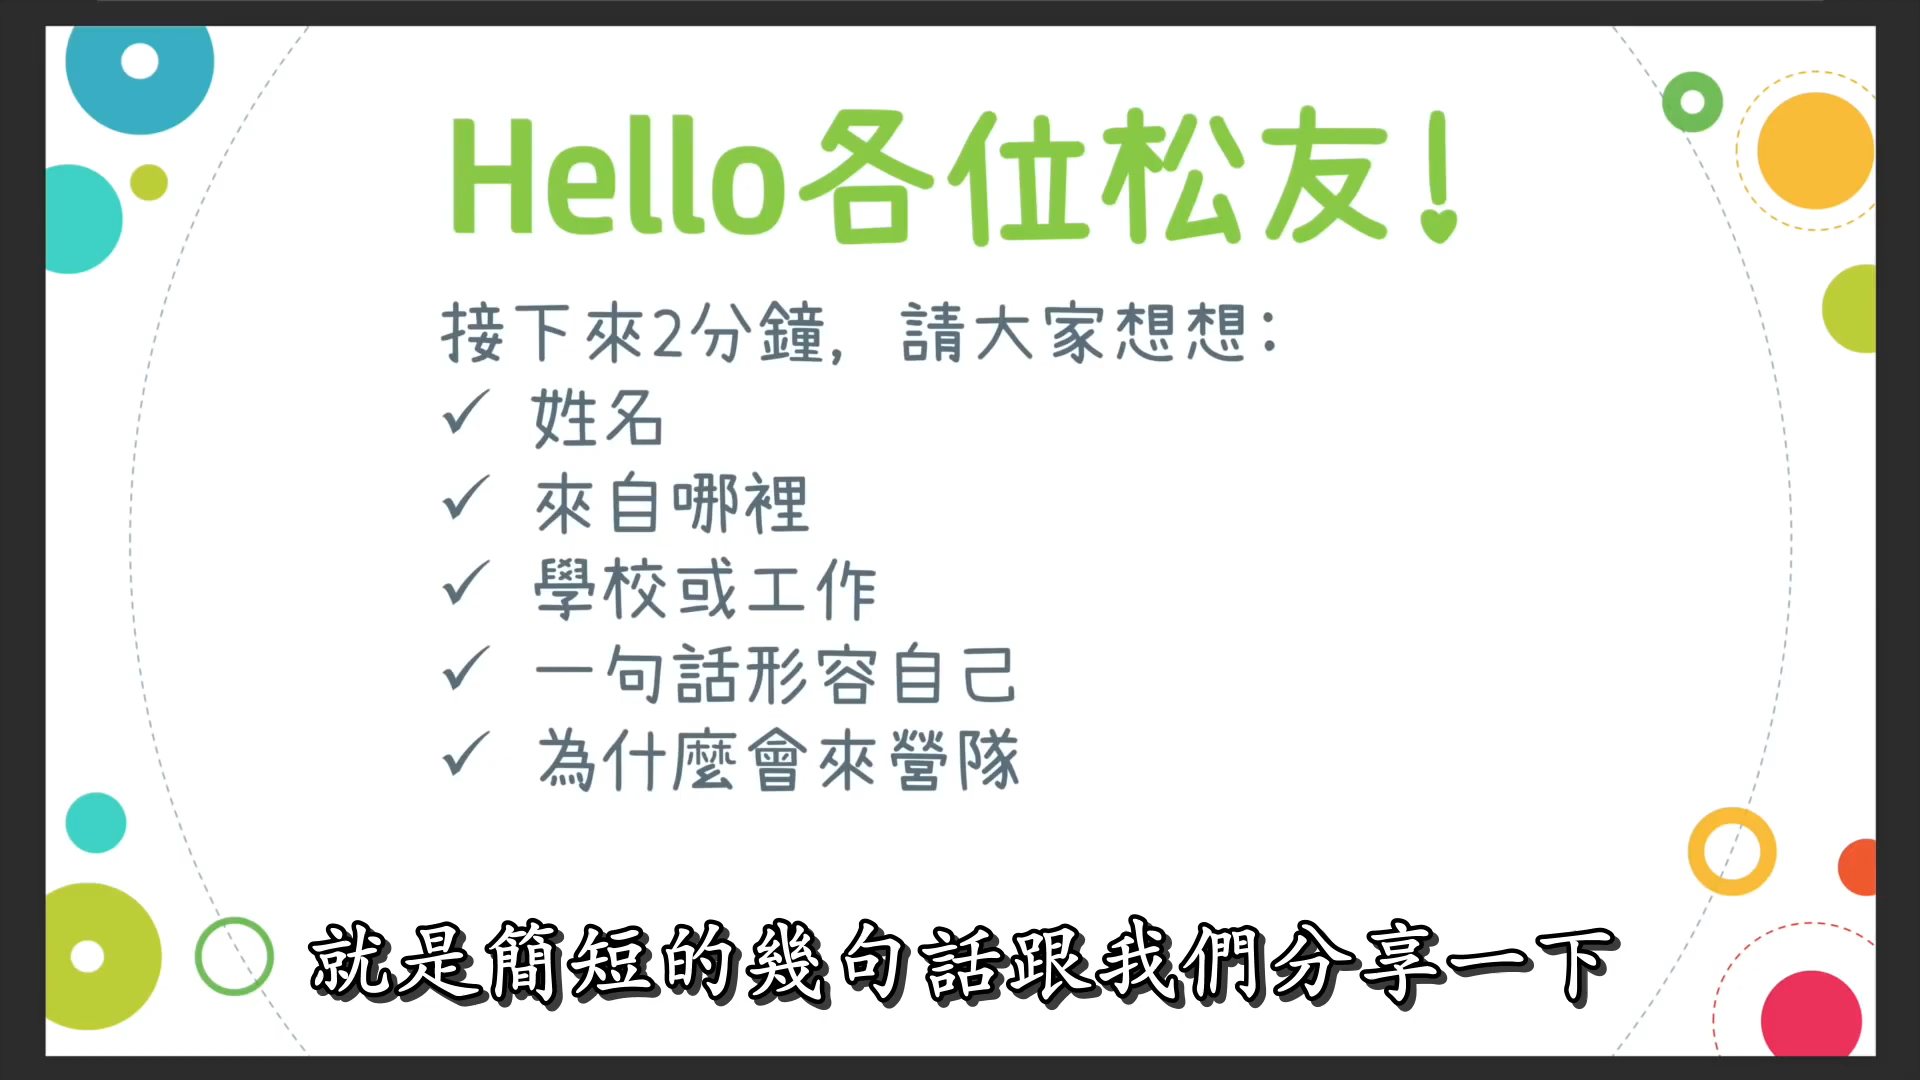 Hello各位松友!
接下來2分鐘，請大家想想：
✓ 姓名
✓ 來自哪裡
✓ 學校或工作
✓ 一句話形容自己
✓ 為什麼會來營隊
就是簡短的幾句話跟我們分享一下